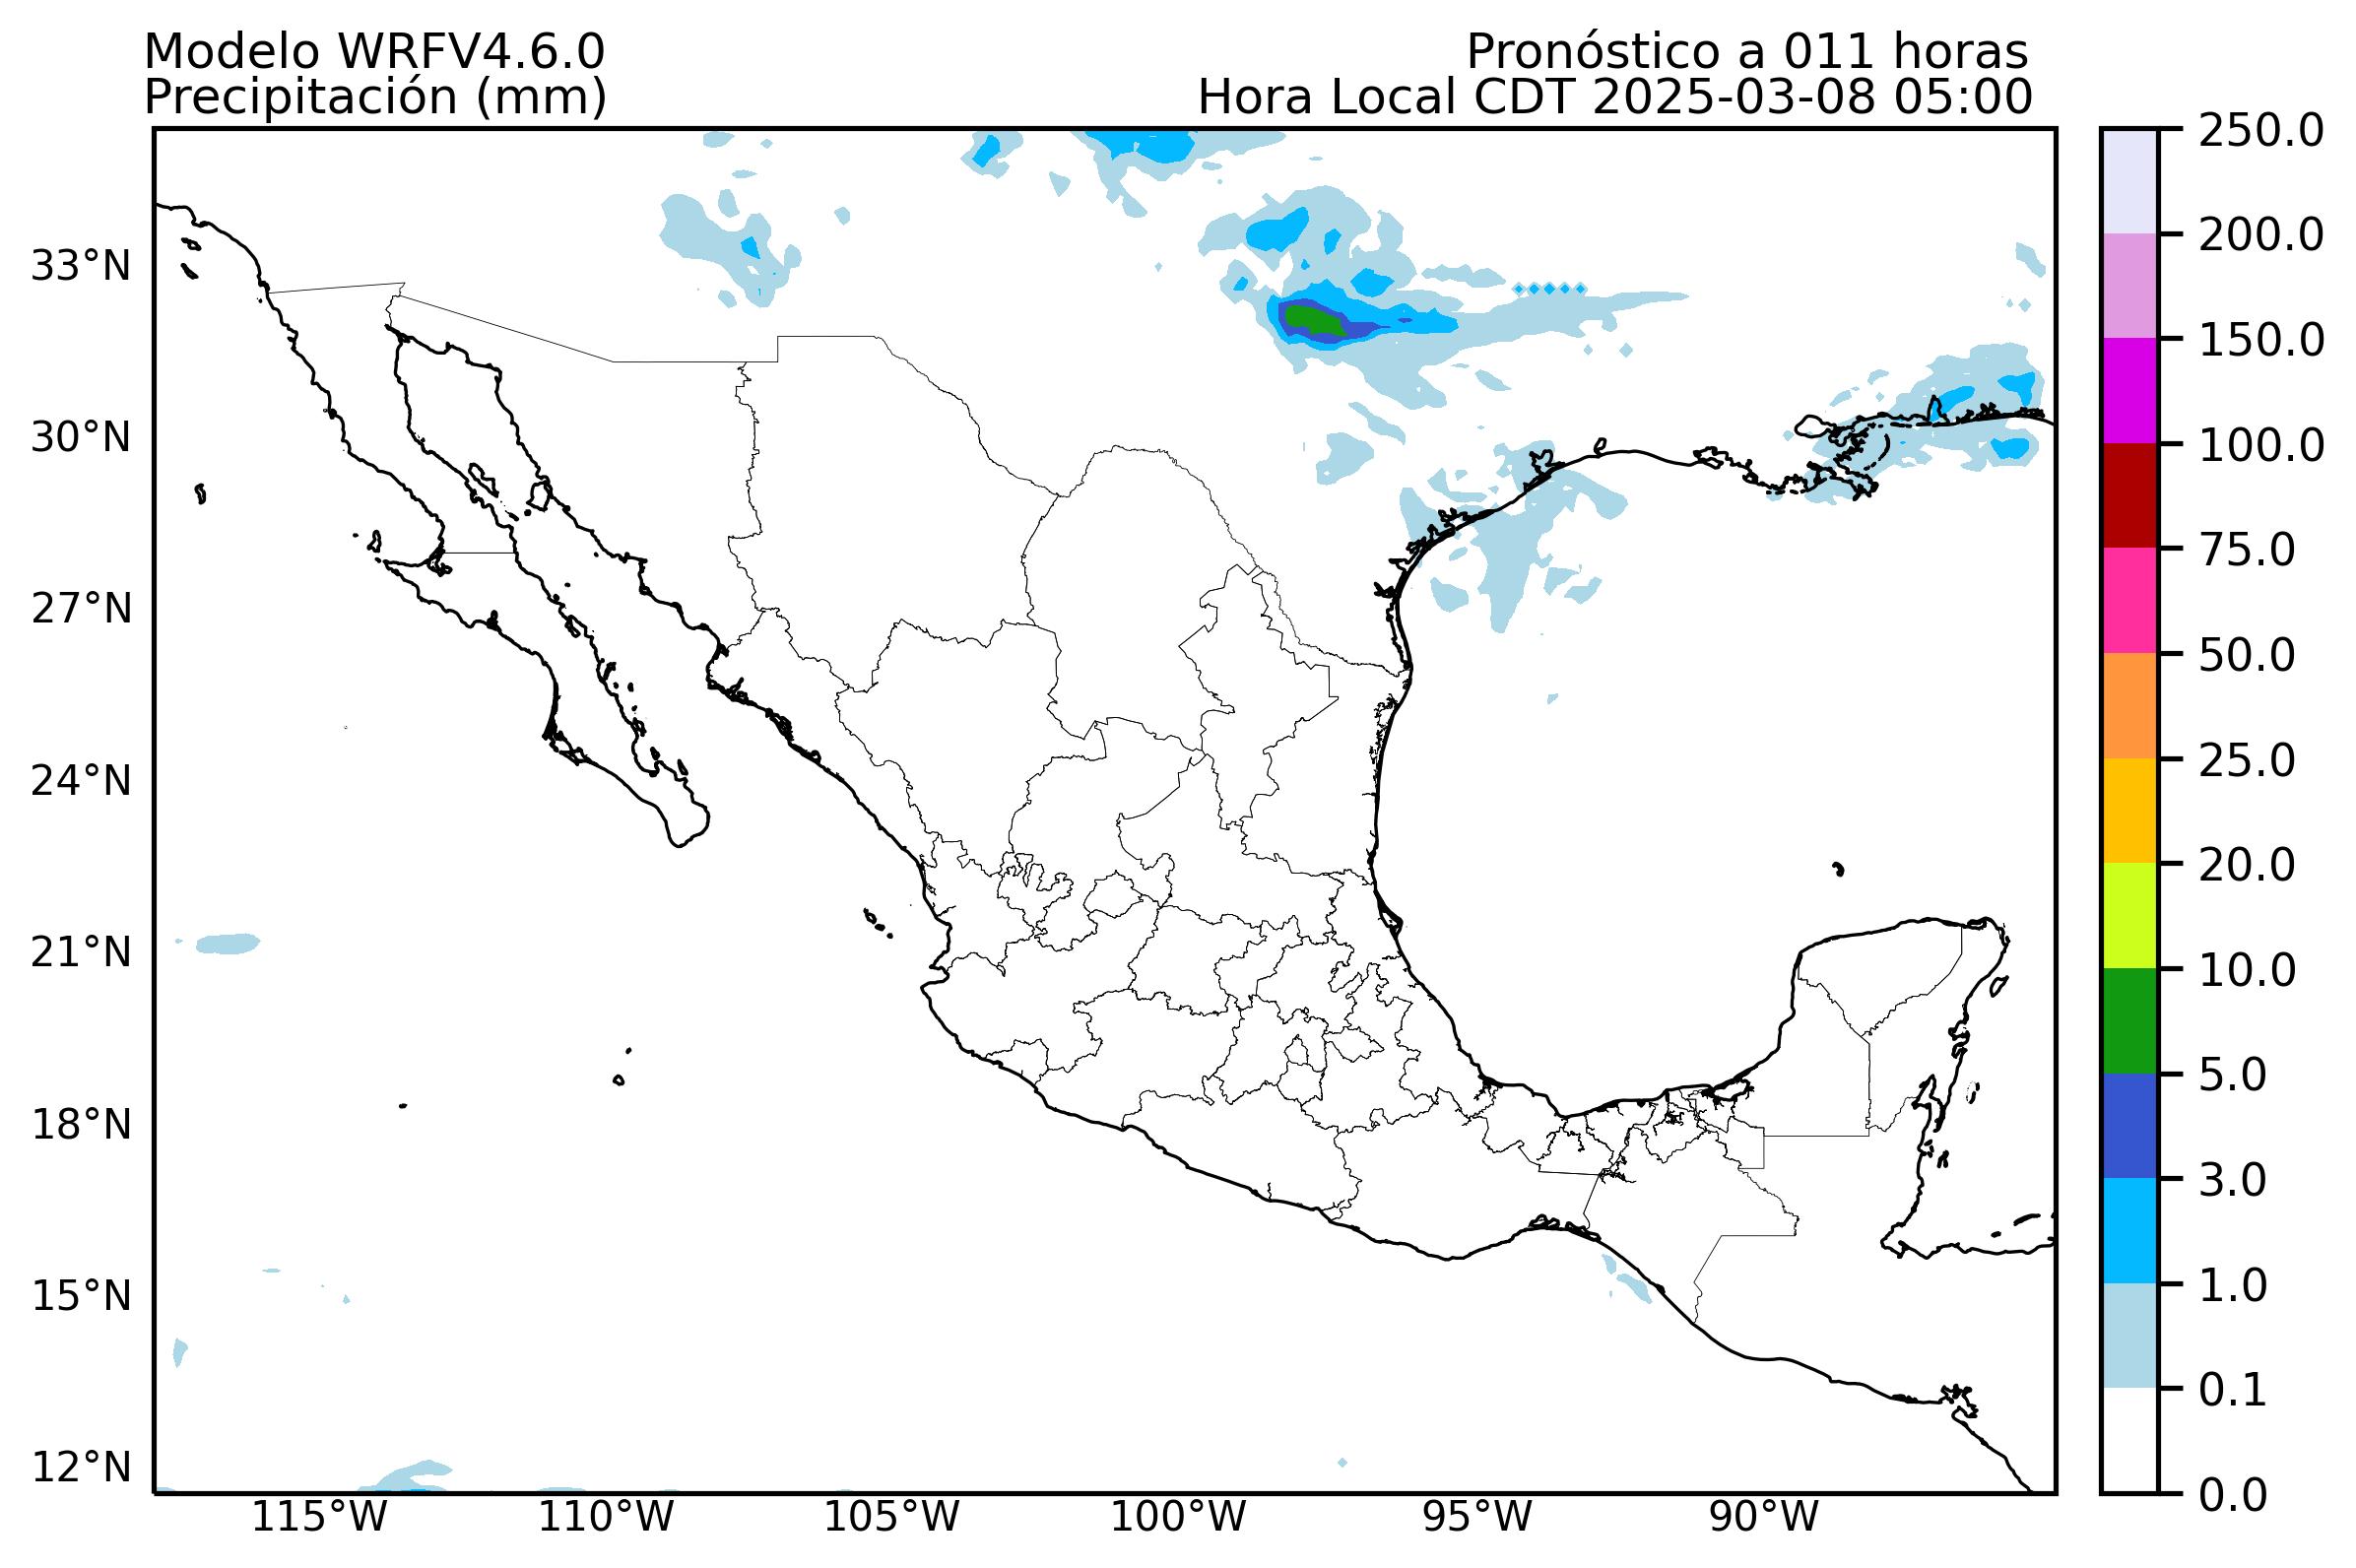 Modelo WRFV4.6.0
Precipitación (mm)
Pronóstico a 011 horas
Hora Local CDT 2025-03-08 05:00
33°N
30°N
27°N
24°N
21°N
18°N
15°N
12°N
115°W
110°W
105°W
100°W
95°W
90°W
250.0
200.0
150.0
100.0
75.0
50.0
25.0
20.0
10.0
5.0
3.0
1.0
0.1
0.0